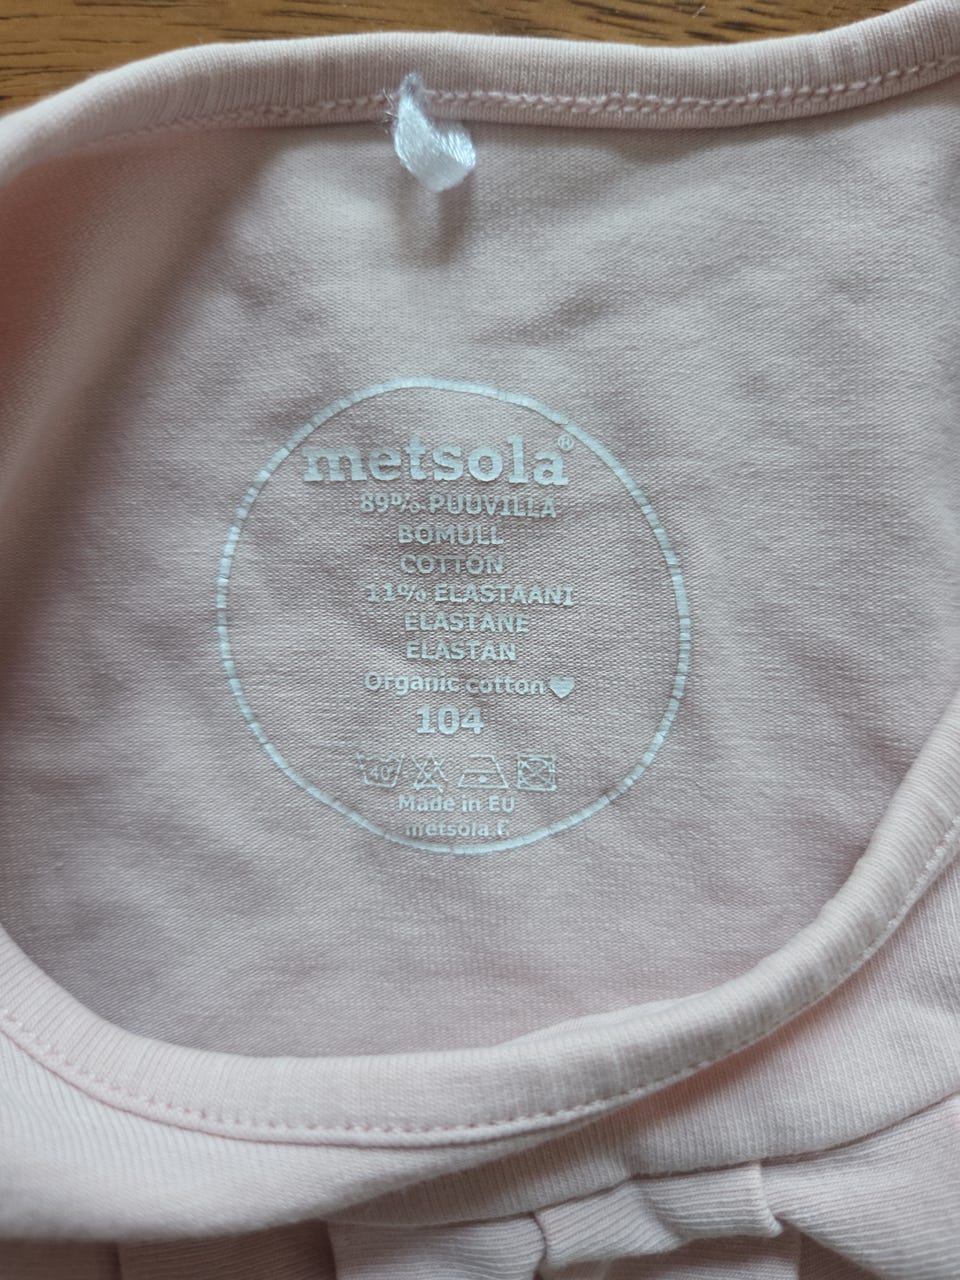 metsola®
89% PUUVILLA
BOMULL
COTTON
11% ELASTAANI
ELASTANE
ELASTAN
Organic cotton♥
104
40
Made in EU